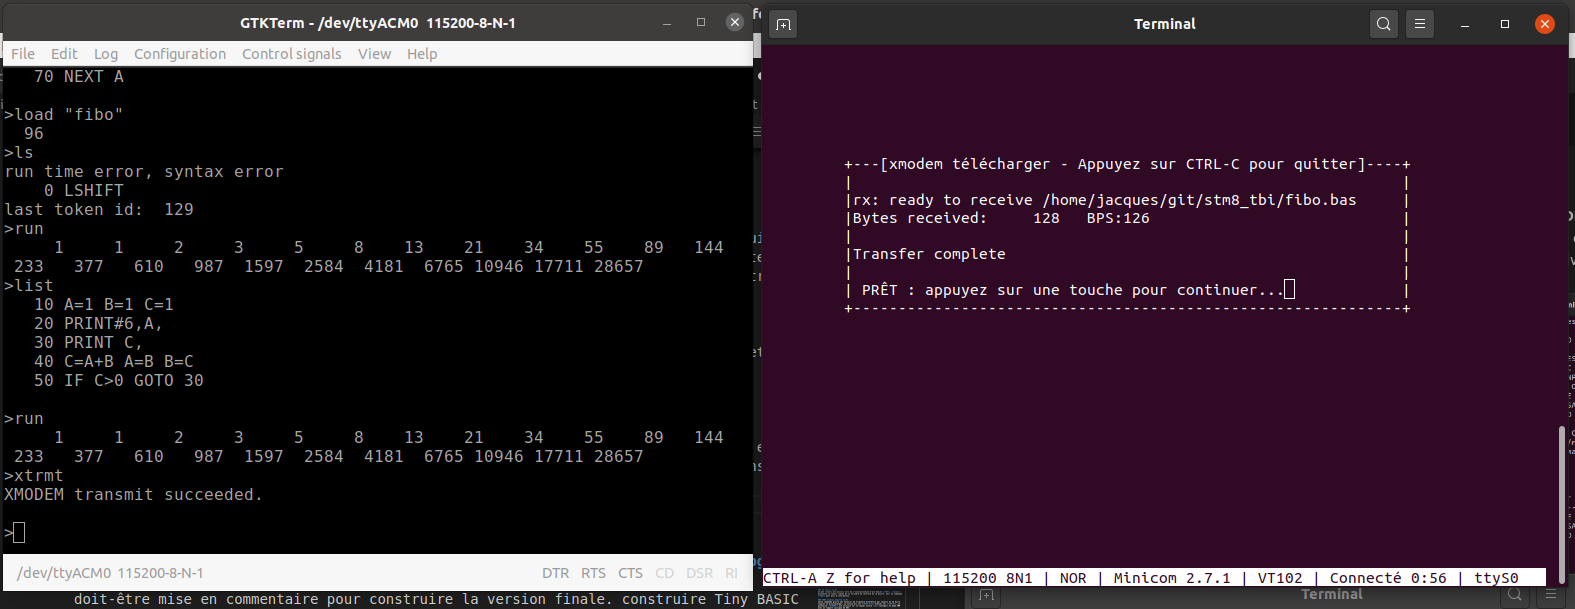 GTKTerm - /dev/ttyACM0 115200-8-N-1
File Edit Log Configuration Control signals View Help
70 NEXT A
>load "fibo"
96
>ls
run time error, syntax error
0 LSHIFT
last token id: 129
>run
1 1 2 3 5 8 13 21 34 55 89 144
233 377 610 987 1597 2584 4181 6765 10946 17711 28657
>list
10 A=1 B=1 C=1
20 PRINT#6,A,
30 PRINT C,
40 C=A+B A=B B=C
50 IF C>0 GOTO 30
>run
1 1 2 3 5 8 13 21 34 55 89 144
233 377 610 987 1597 2584 4181 6765 10946 17711 28657
>xtrmt
XMODEM transmit succeeded.
>
/dev/ttyACM0 115200-8-N-1 DTR RTS CTS CD DSR RI
Terminal
+---[xmodem télécharger - Appuyez sur CTRL-C pour quitter]----+
|rx: ready to receive /home/jacques/git/stm8_tbi/fibo.bas |
|Bytes received: 128 BPS:126 |
|Transfer complete |
| PRÊT : appuyez sur une touche pour continuer... |
+-------------------------------------------------------------+
CTRL-A Z for help | 115200 8N1 | NOR | Minicom 2.7.1 | VT102 | Connecté 0:56 | ttyS0
doit-être mise en commentaire pour construire la version finale. construire Tiny BASIC
Terminal